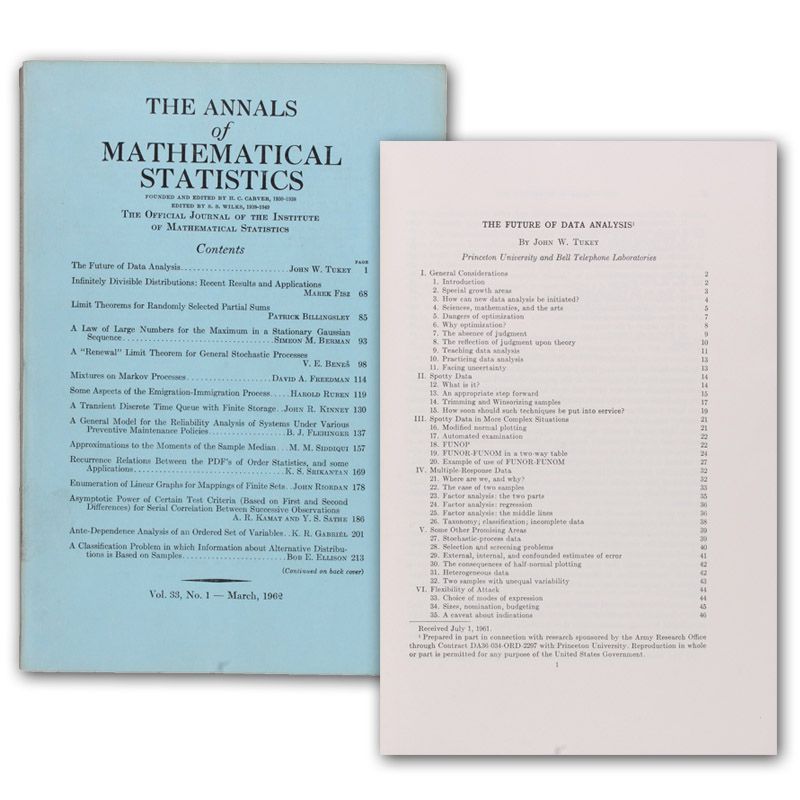 THE ANNALS
of
MATHEMATICAL
STATISTICS
FOUNDED AND EDITED BY H. C. CARVER, 1930-1938
EDITED BY S. S. WILKS, 1938-1949
THE OFFICIAL JOURNAL OF THE INSTITUTE
OF MATHEMATICAL STATISTICS
Contents
PAGE
The Future of Data Analysis JOHN W. TUKEY 1
Infinitely Divisible Distributions: Recent Results and Applications
MAREK FISZ 68
Limit Theorems for Randomly Selected Partial Sums
PATRICK BILLINGSLEY 85
A Law of Large Numbers for the Maximum in a Stationary Gaussian
Sequence SIMEON M. BERMAN 93
A "Renewal" Limit Theorem for General Stochastic Processes
V. E. BENEŠ 98
Mixtures on Markov Processes DAVID A. FREEDMAN 114
Some Aspects of the Emigration-Immigration Process HAROLD RUBEN 119
A Transient Discrete Time Queue with Finite Storage JOHN R. KINNEY 130
A General Model for the Reliability Analysis of Systems Under Various
Preventive Maintenance Policies B. J. FLEHINGER 137
Approximations to the Moments of the Sample Median M. M. SIDDIQUI 157
Recurrence Relations Between the PDF's of Order Statistics, and some
Applications K. S. SRIKANTAN 169
Enumeration of Linear Graphs for Mappings of Finite Sets JOHN RIORDAN 178
Asymptotic Power of Certain Test Criteria (Based on First and Second
Differences) for Serial Correlation Between Successive Observations
A. R. KAMAT AND Y. S. SATHE 186
Ante-Dependence Analysis of an Ordered Set of Variables K. R. GABRIEL 201
A Classification Problem in which Information about Alternative Distribu-
tions is Based on Samples BOB E. ELLISON 213
(Continued on back cover)
Vol. 33, No. 1 — March, 1962
THE FUTURE OF DATA ANALYSIS¹
BY JOHN W. TUKEY
Princeton University and Bell Telephone Laboratories
I. General Considerations 2
1. Introduction 2
2. Special growth areas 3
3. How can new data analysis be initiated? 4
4. Sciences, mathematics, and the arts 5
5. Dangers of optimization 7
6. Why optimization? 8
7. The absence of judgment 9
8. The reflection of judgment upon theory 10
9. Teaching data analysis 11
10. Practicing data analysis 13
11. Facing uncertainty 13
II. Spotty Data 14
12. What is it? 14
13. An appropriate step forward 15
14. Trimming and Winsorizing samples 17
15. How soon should such techniques be put into service? 19
III. Spotty Data in More Complex Situations 21
16. Modified normal plotting 21
17. Automated examination 22
18. FUNOP 22
19. FUNOR-FUNOM in a two-way table 24
20. Example of use of FUNOR-FUNOM 27
IV. Multiple-Response Data 32
21. Where are we, and why? 32
22. The case of two samples 33
23. Factor analysis: the two parts 35
24. Factor analysis: regression 36
25. Factor analysis: the middle lines 36
26. Taxonomy; classification; incomplete data 38
V. Some Other Promising Areas 39
27. Stochastic-process data 39
28. Selection and screening problems 40
29. External, internal, and confounded estimates of error 41
30. The consequences of half-normal plotting 42
31. Heterogeneous data 42
32. Two samples with unequal variability 43
VI. Flexibility of Attack 44
33. Choice of modes of expression 44
34. Sizes, nomination, budgeting 44
35. A caveat about indications 46
Received July 1, 1961.
¹ Prepared in part in connection with research sponsored by the Army Research Office
through Contract DA36-034-ORD-2297 with Princeton University. Reproduction in whole
or part is permitted for any purpose of the United States Government.
1